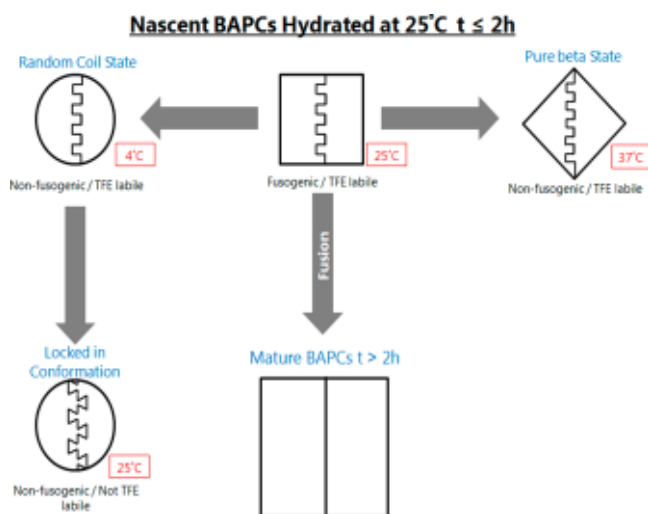 Nascent BAPCs Hydrated at 25°C t ≤ 2h
Random Coil State
Pure beta State
4°C
25°C
37°C
Non-fusogenic / TFE labile
Fusogenic / TFE labile
Non-fusogenic / TFE labile
Fusion
Locked in
Conformation
Mature BAPCs t > 2h
25°C
Non-fusogenic / Not TFE
labile